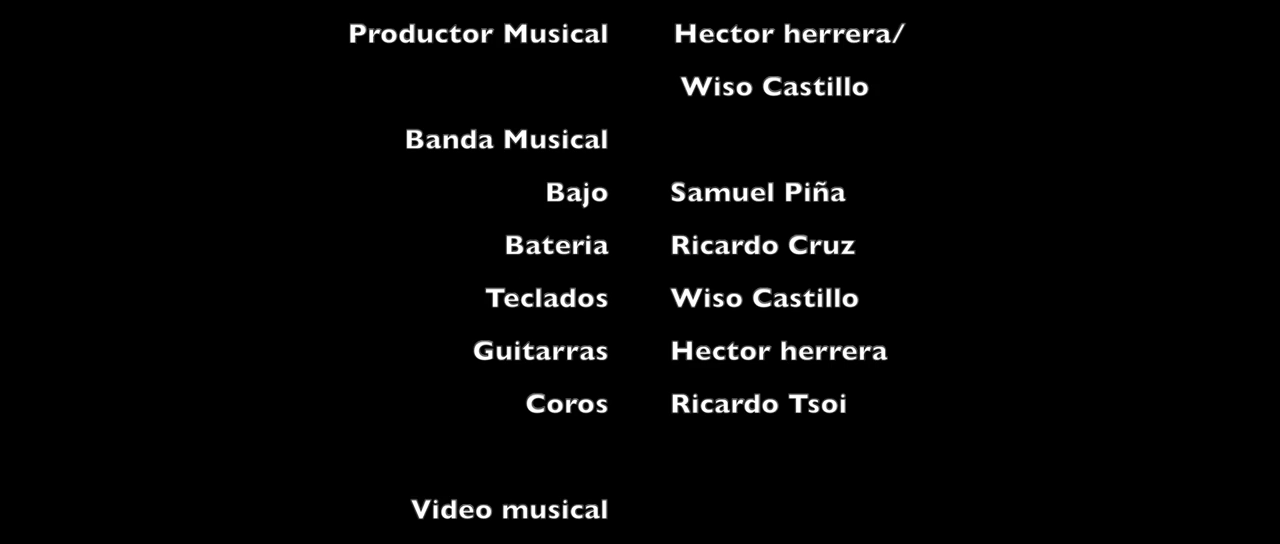 Productor Musical Hector herrera/
Wiso Castillo
Banda Musical
Bajo Samuel Piña
Bateria Ricardo Cruz
Teclados Wiso Castillo
Guitarras Hector herrera
Coros Ricardo Tsoi
Video musical